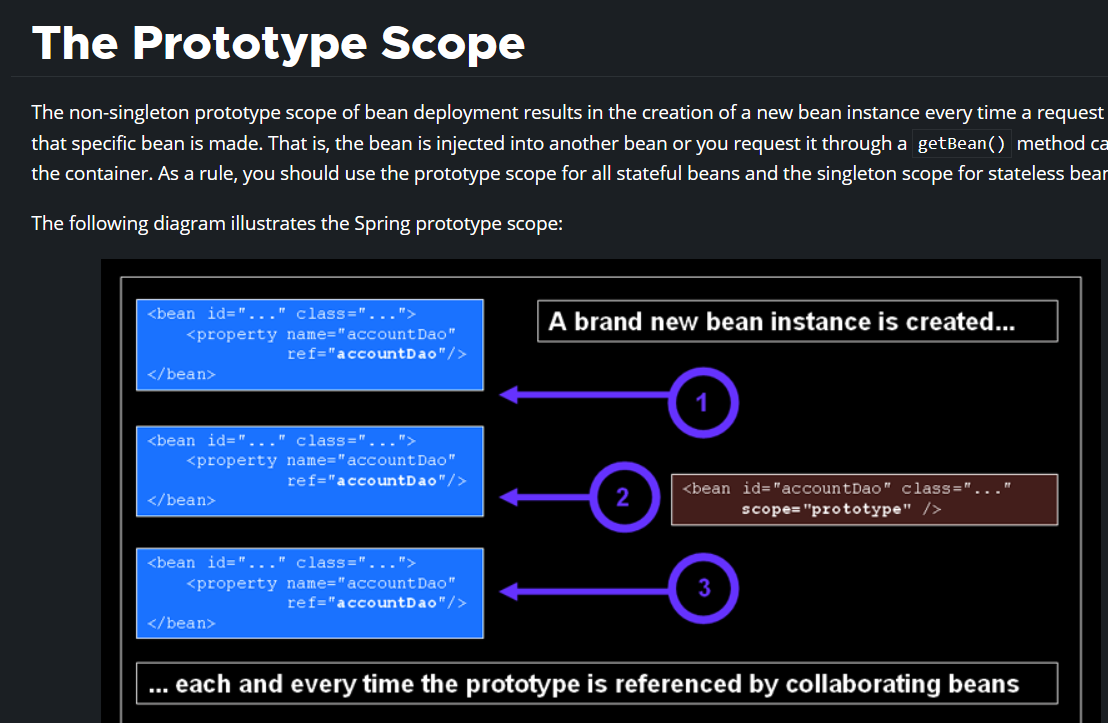 The Prototype Scope
The non-singleton prototype scope of bean deployment results in the creation of a new bean instance every time a request
that specific bean is made. That is, the bean is injected into another bean or you request it through a getBean() method ca
the container. As a rule, you should use the prototype scope for all stateful beans and the singleton scope for stateless bear
The following diagram illustrates the Spring prototype scope:
<bean id="..." class="...">
<property name="accountDao"
ref="accountDao"/>
</bean>
A brand new bean instance is created...
1
<bean id="..." class="...">
<property name="accountDao"
ref="accountDao"/>
</bean>
2
<bean id="accountDao" class="..."
scope="prototype" />
<bean id="..." class="...">
<property name="accountDao"
ref="accountDao"/>
</bean>
3
... each and every time the prototype is referenced by collaborating beans